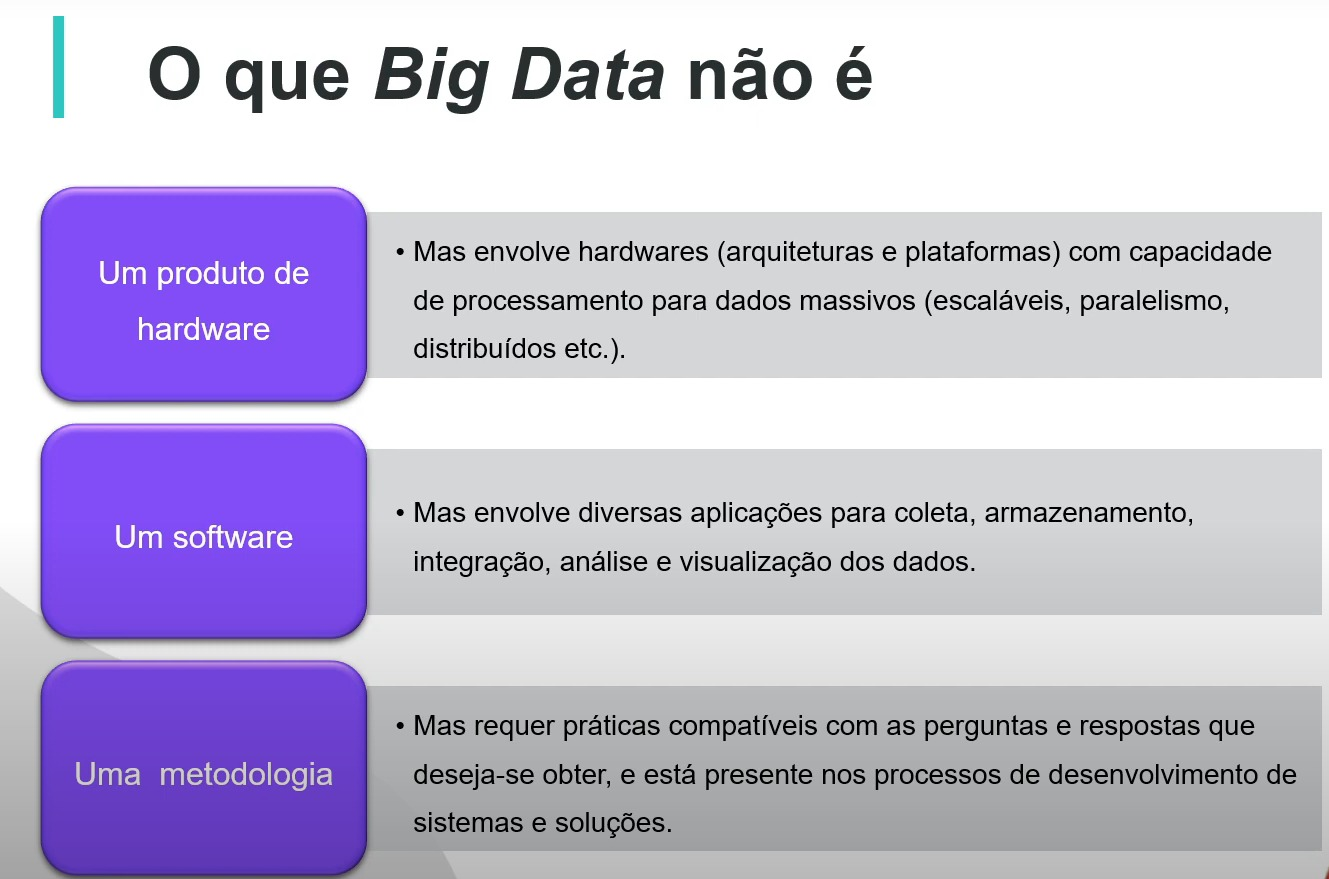 O que Big Data não é
Um produto de
hardware
• Mas envolve hardwares (arquiteturas e plataformas) com capacidade
de processamento para dados massivos (escaláveis, paralelismo,
distribuídos etc.).
Um software
• Mas envolve diversas aplicações para coleta, armazenamento,
integração, análise e visualização dos dados.
Uma metodologia
• Mas requer práticas compatíveis com as perguntas e respostas que
deseja-se obter, e está presente nos processos de desenvolvimento de
sistemas e soluções.